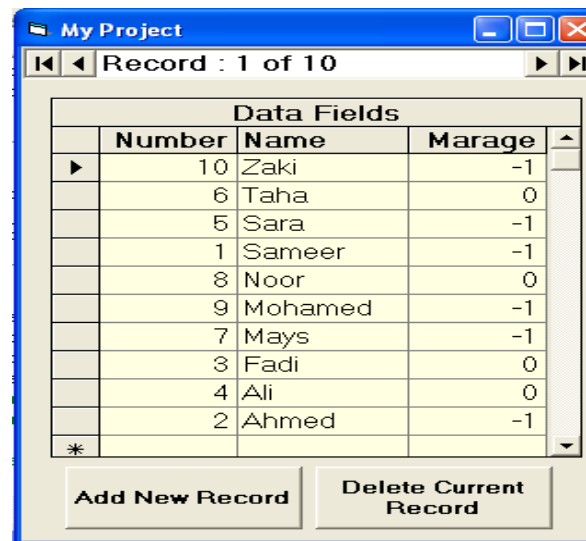 My Project
Record : 1 of 10
Data Fields
Number Name Marage
10 Zaki -1
6 Taha 0
5 Sara -1
1 Sameer -1
8 Noor 0
9 Mohamed -1
7 Mays -1
3 Fadi 0
4 Ali 0
2 Ahmed -1
*
Add New Record
Delete Current
Record